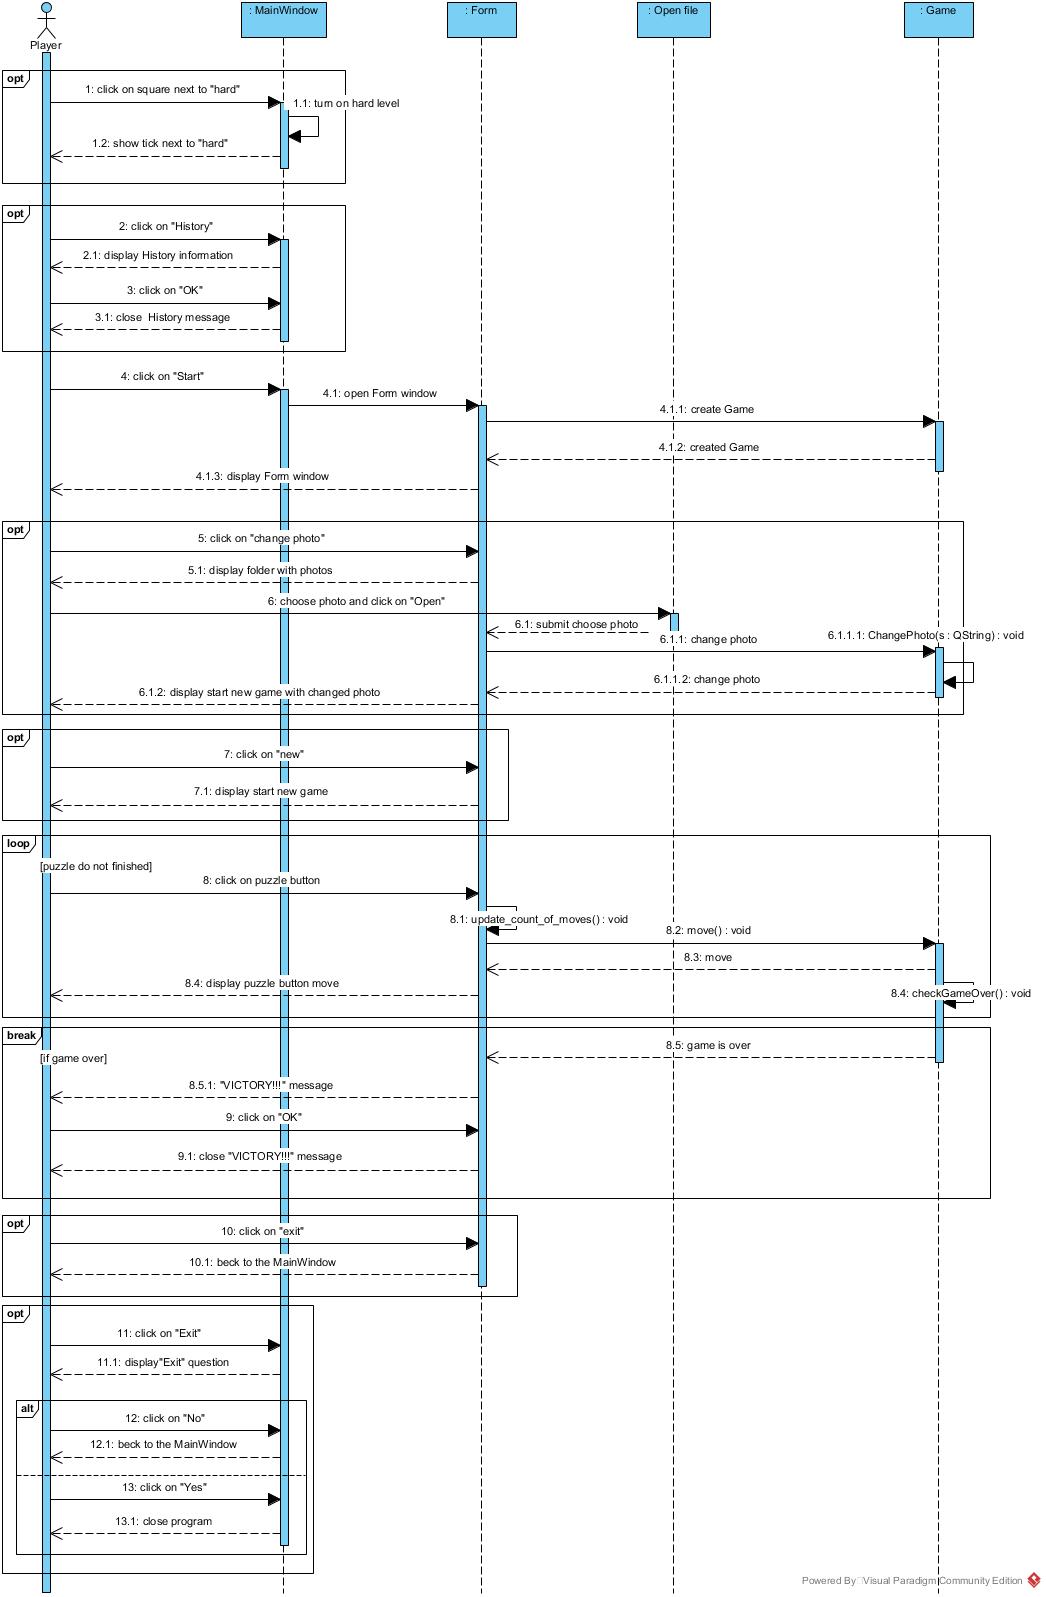 : MainWindow
: Form
: Open file
: Game
Player
opt
1: click on square next to "hard"
1.1: turn on hard level
1.2: show tick next to "hard"
opt
2: click on "History"
2.1: display History information
3: click on "OK"
3.1: close  History message
4: click on "Start"
4.1: open Form window
4.1.1: create Game
4.1.2: created Game
4.1.3: display Form window
opt
5: click on "change photo"
5.1: display folder with photos
6: choose photo and click on "Open"
6.1: submit choose photo
6.1.1: change photo
6.1.1.1: ChangePhoto(s : QString) : void
6.1.1.2: change photo
6.1.2: display start new game with changed photo
opt
7: click on "new"
7.1: display start new game
loop
[puzzle do not finished]
8: click on puzzle button
8.1: update_count_of_moves() : void
8.2: move() : void
8.3: move
8.4: display puzzle button move
8.4: checkGameOver() : void
break
[if game over]
8.5: game is over
8.5.1: "VICTORY!!!" message
9: click on "OK"
9.1: close "VICTORY!!!" message
opt
10: click on "exit"
10.1: beck to the MainWindow
opt
11: click on "Exit"
11.1: display"Exit" question
alt
12: click on "No"
12.1: beck to the MainWindow
13: click on "Yes"
13.1: close program
Powered By Visual Paradigm Community Edition